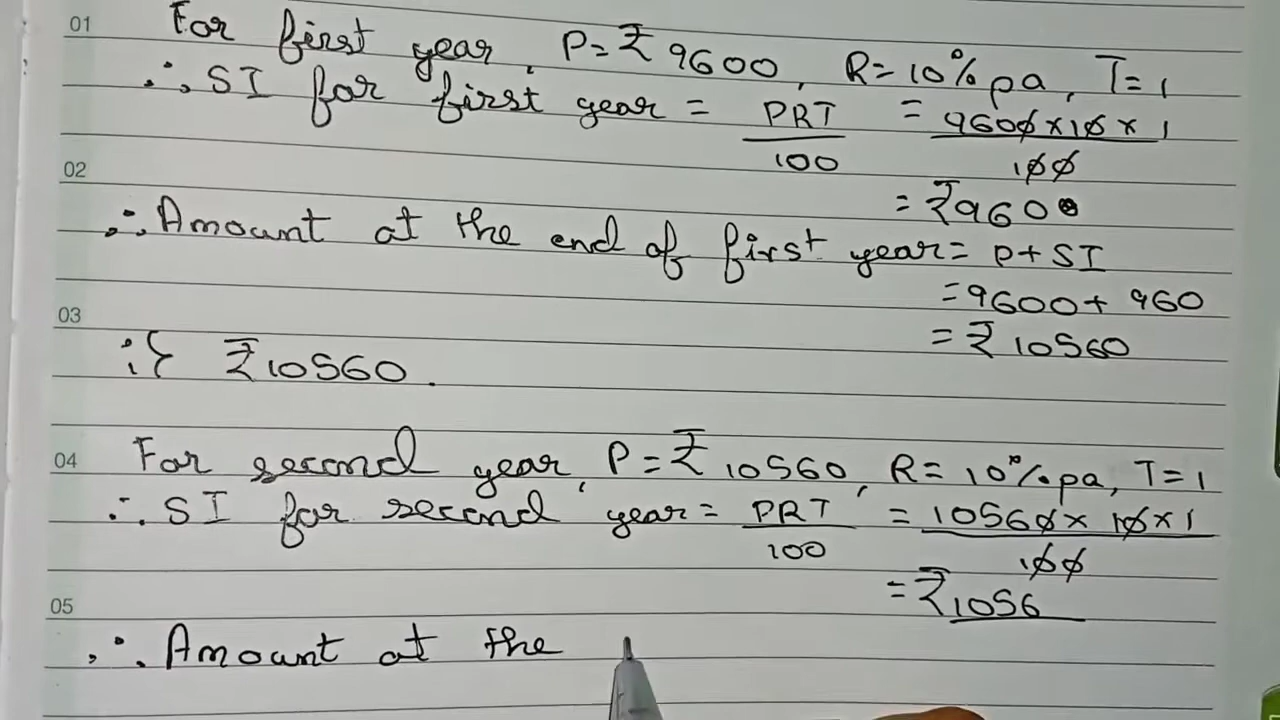 01 For first year, P = ₹ 9600, R = 10% pa, T = 1
∴ SI for first year = PRT/100 = 9600 × 10 × 1/100
= ₹960
02
∴ Amount at the end of first year = P + SI
= 9600 + 960
03 = ₹ 10560
i) ₹10560.
04 For second year, P = ₹ 10560, R = 10% pa, T = 1
∴ SI for second year = PRT/100 = 10560 × 10 × 1/100
= ₹1056
05
∴ Amount at the